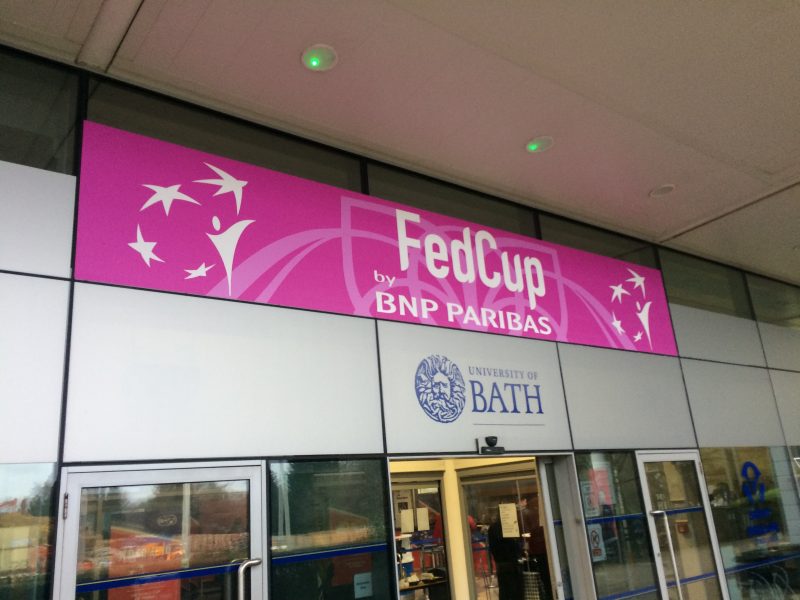 FedCup
by
BNP PARIBAS
UNIVERSITY OF
BATH